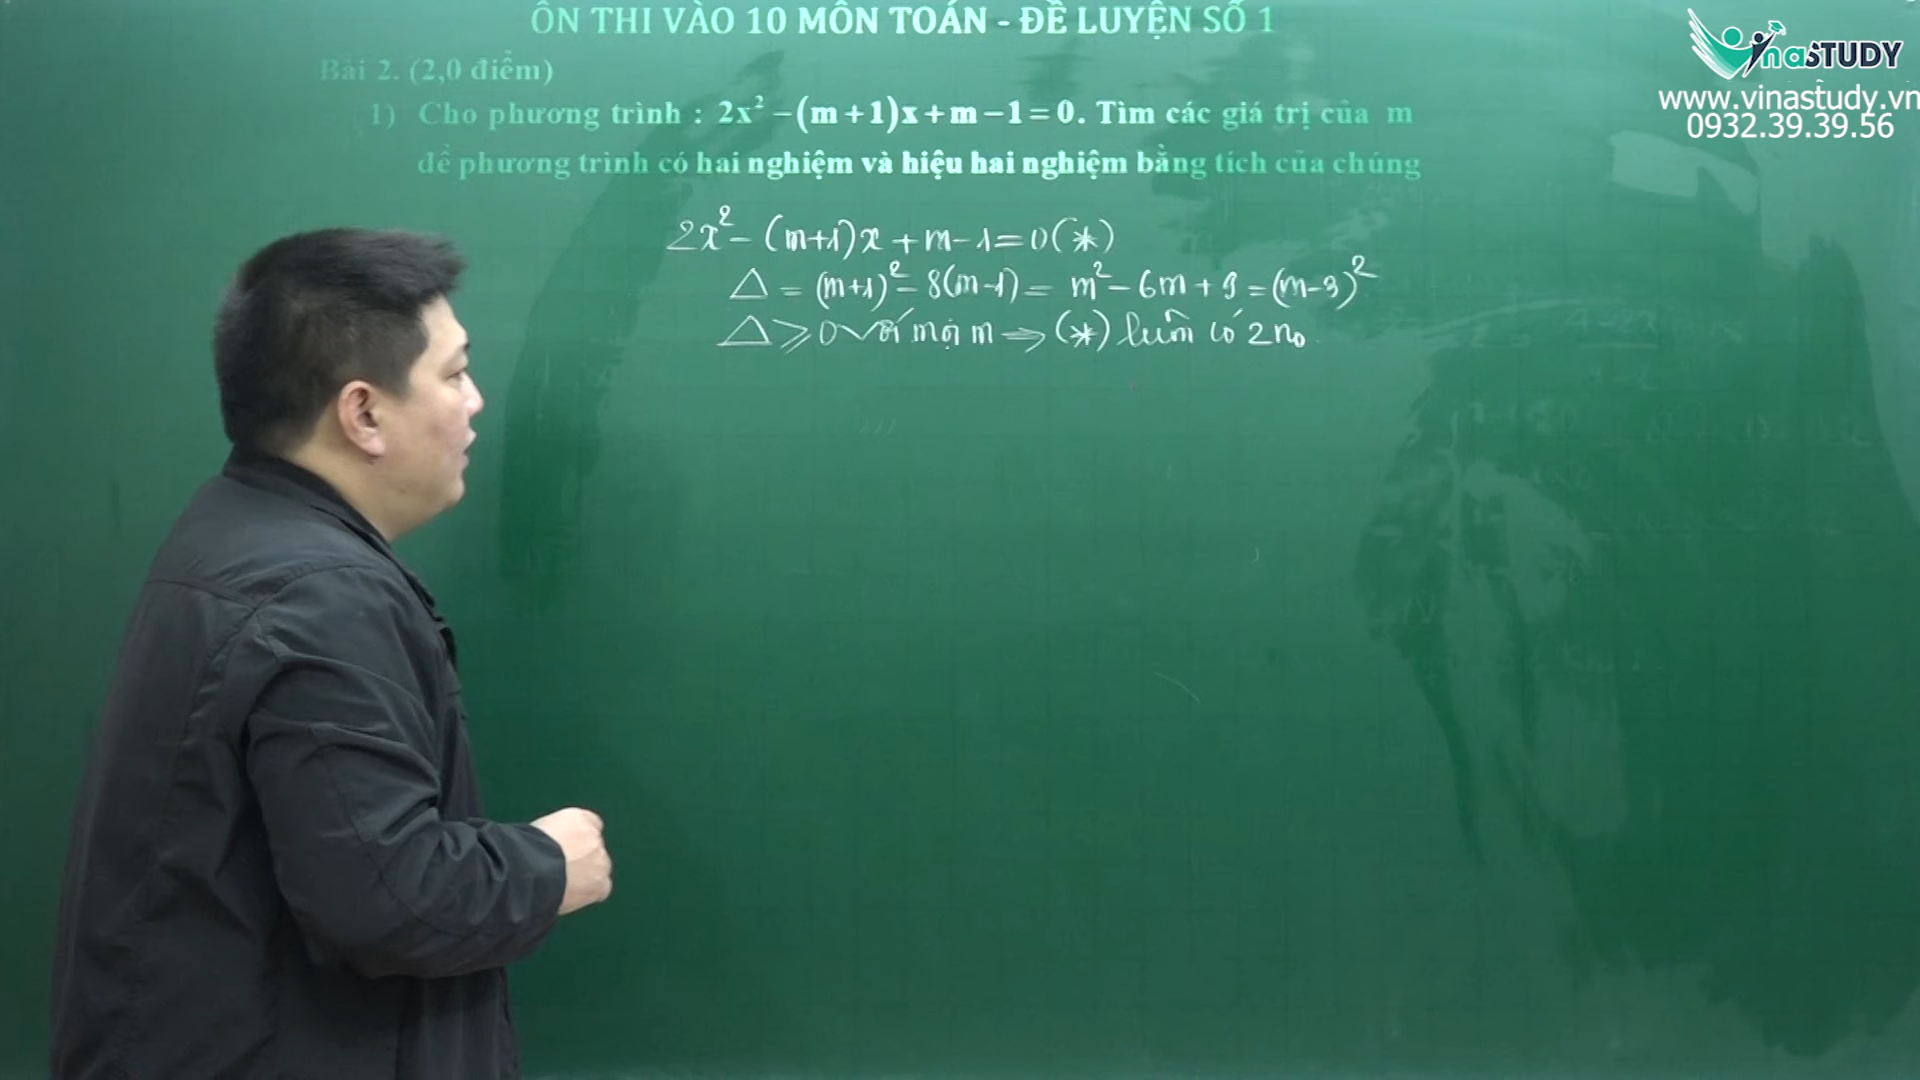 ÔN THI VÀO 10 MÔN TOÁN - ĐỀ LUYỆN SỐ 1
VinaSTUDY
www.vinastudy.vn
0932.39.39.56
Bài 2. (2,0 điểm)
1) Cho phương trình : 2x² − (m + 1)x + m − 1 = 0. Tìm các giá trị của m
để phương trình có hai nghiệm và hiệu hai nghiệm bằng tích của chúng
2x² − (m+1)x + m − 1 = 0 (*)
Δ = (m+1)² − 8(m−1) = m² − 6m + 9 = (m−3)²
Δ ⩾ 0 với mọi m ⇒ (*) luôn có 2 no